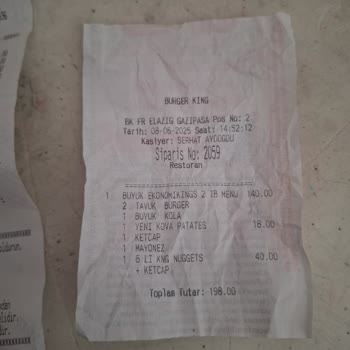 BURGER KING
BK FR ELAZIG GAZIPASA Pos No: 2
Tarih: 08-06-2025 Saat: 14:52:12
Kasiyer: SERHAT AYDOGDU
Siparis No: 2059
Restoran
1 BUYUK EKONOMIKINGS 2 IB MENU 140.00
2 TAVUK BURGER
1 BUYUK KOLA
1 YENI KOVA PATATES 18.00
1 KETCAP
1 MAYONEZ
1 6 LI KNG NUGGETS 40.00
+ KETCAP
Toplam Tutar: 198.00